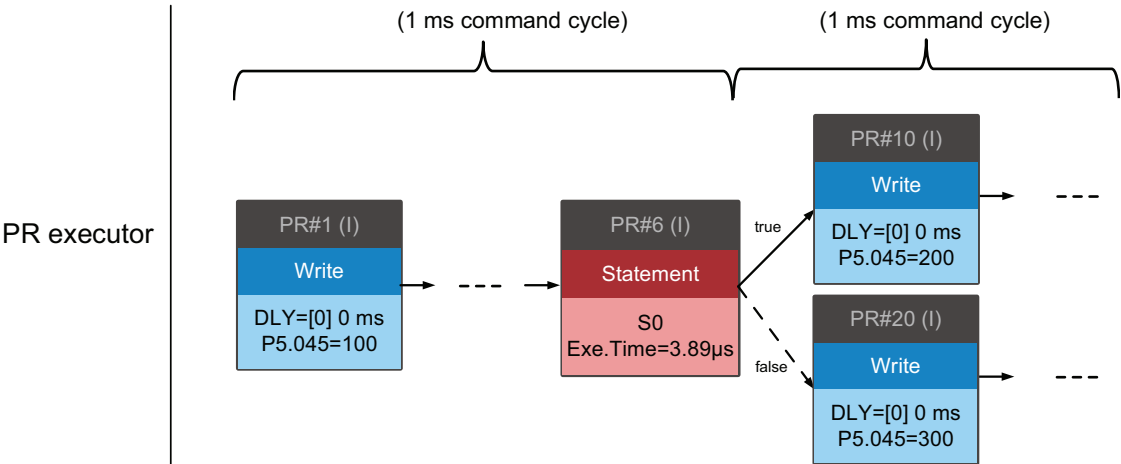 (1 ms command cycle)
(1 ms command cycle)
PR executor
PR#1 (I)
Write
DLY=[0] 0 ms
P5.045=100
PR#6 (I)
Statement
S0
Exe.Time=3.89µs
true
false
PR#10 (I)
Write
DLY=[0] 0 ms
P5.045=200
PR#20 (I)
Write
DLY=[0] 0 ms
P5.045=300